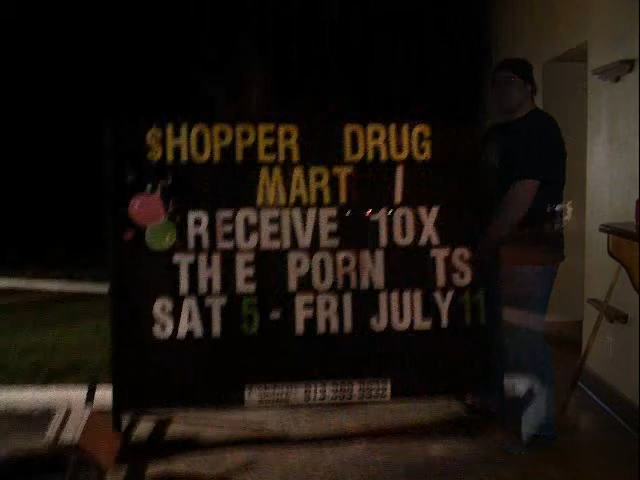 $HOPPER DRUG
MART /
RECEIVE 10X
THE PORN TS
SAT 5 - FRI JULY 11